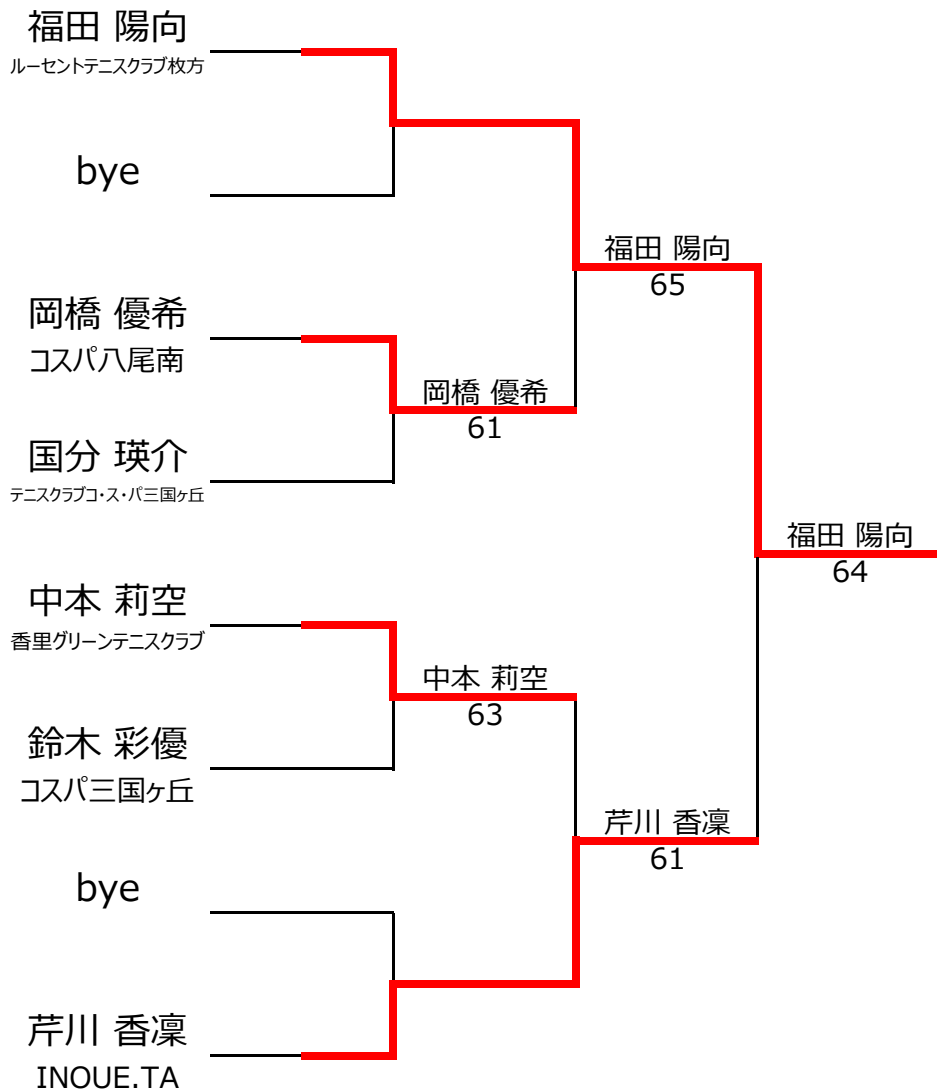 福田 陽向
ルーセントテニスクラブ枚方
bye
岡橋 優希
コスパ八尾南
国分 瑛介
テニスクラブコ・ス・パ三国ヶ丘
中本 莉空
香里グリーンテニスクラブ
鈴木 彩優
コスパ三国ヶ丘
bye
芹川 香凜
INOUE.TA
岡橋 優希
61
中本 莉空
63
福田 陽向
65
芹川 香凜
61
福田 陽向
64